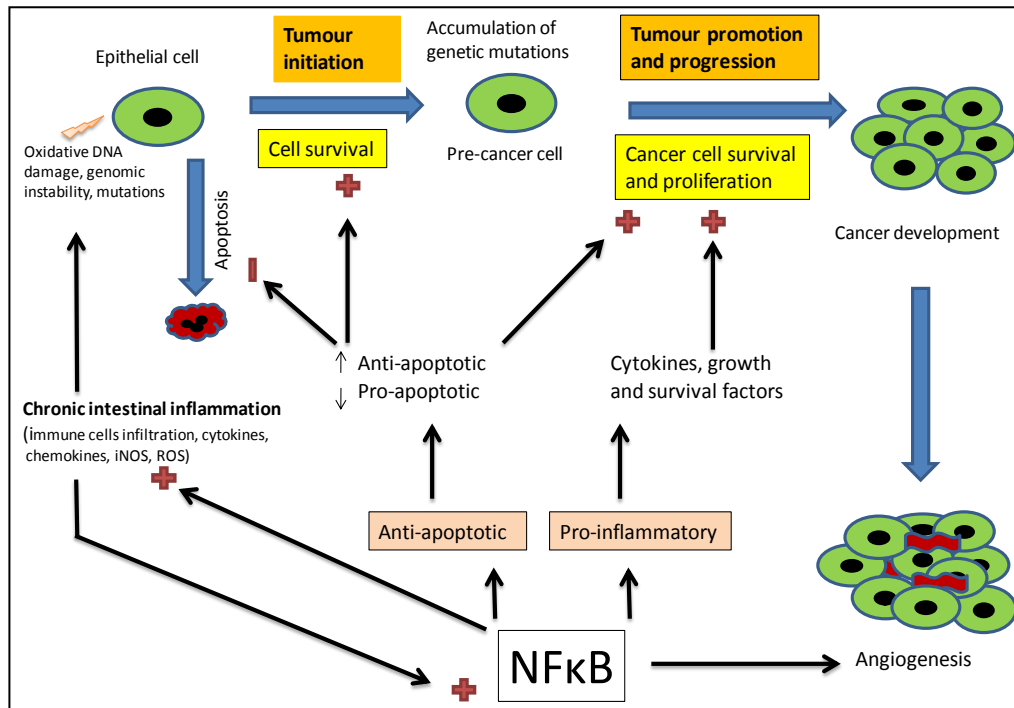 Tumour
initiation
Accumulation of
genetic mutations
Tumour promotion
and progression
Epithelial cell
Oxidative DNA
damage, genomic
instability, mutations
Cell survival
Pre-cancer cell
Cancer cell survival
and proliferation
Apoptosis
Cancer development
↑ Anti-apoptotic
↓ Pro-apoptotic
Cytokines, growth
and survival factors
Chronic intestinal inflammation
(immune cells infiltration, cytokines,
chemokines, iNOS, ROS)
Anti-apoptotic
Pro-inflammatory
NFκB
Angiogenesis